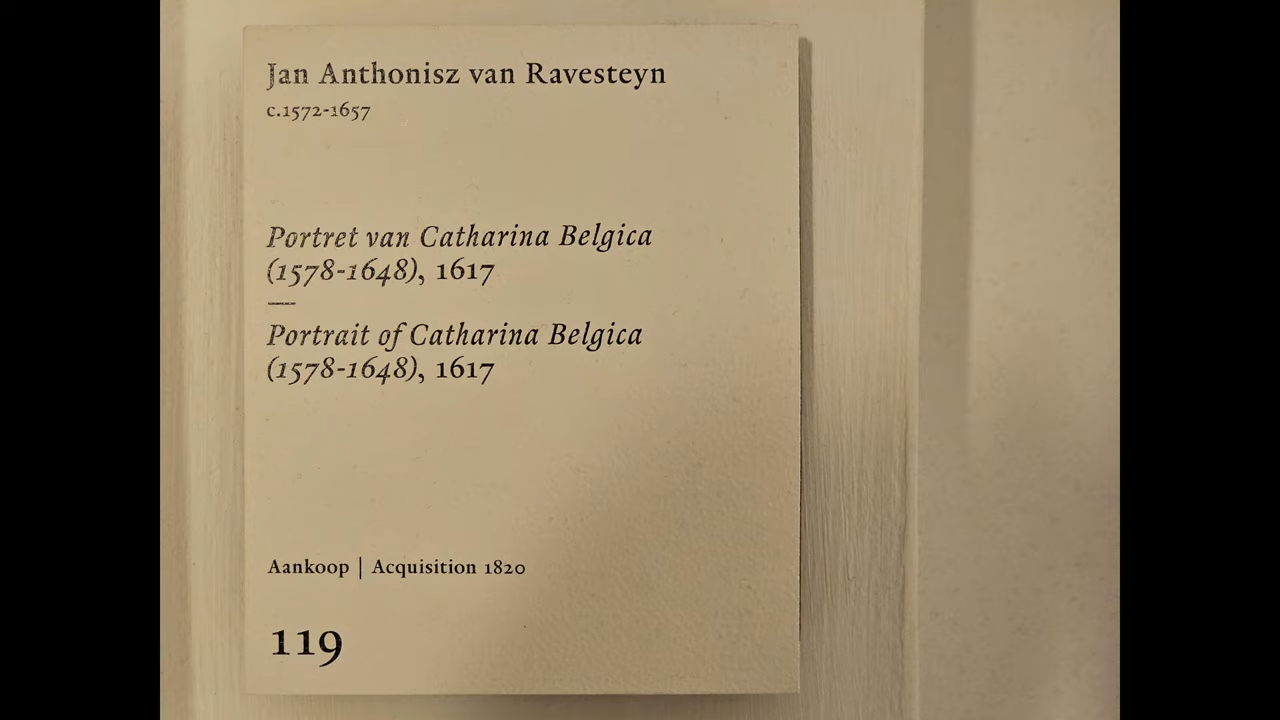 Jan Anthonisz van Ravesteyn
c.1572-1657
Portret van Catharina Belgica
(1578-1648), 1617
Portrait of Catharina Belgica
(1578-1648), 1617
Aankoop | Acquisition 1820
119